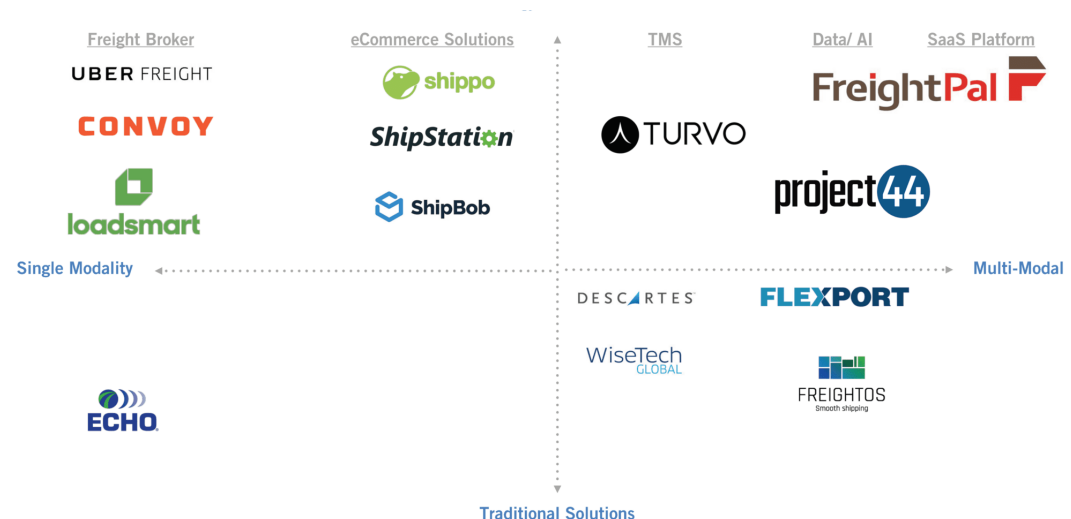 Freight Broker
eCommerce Solutions
TMS
Data/ AI
SaaS Platform
UBER FREIGHT
shippo
FreightPal
CONVOY
ShipStation
TURVO
project44
loadsmart
ShipBob
Single Modality
Multi-Modal
DESCARTES
FLEXPORT
WiseTech
GLOBAL
FREIGHTOS
Smooth shipping
ECHO
Traditional Solutions